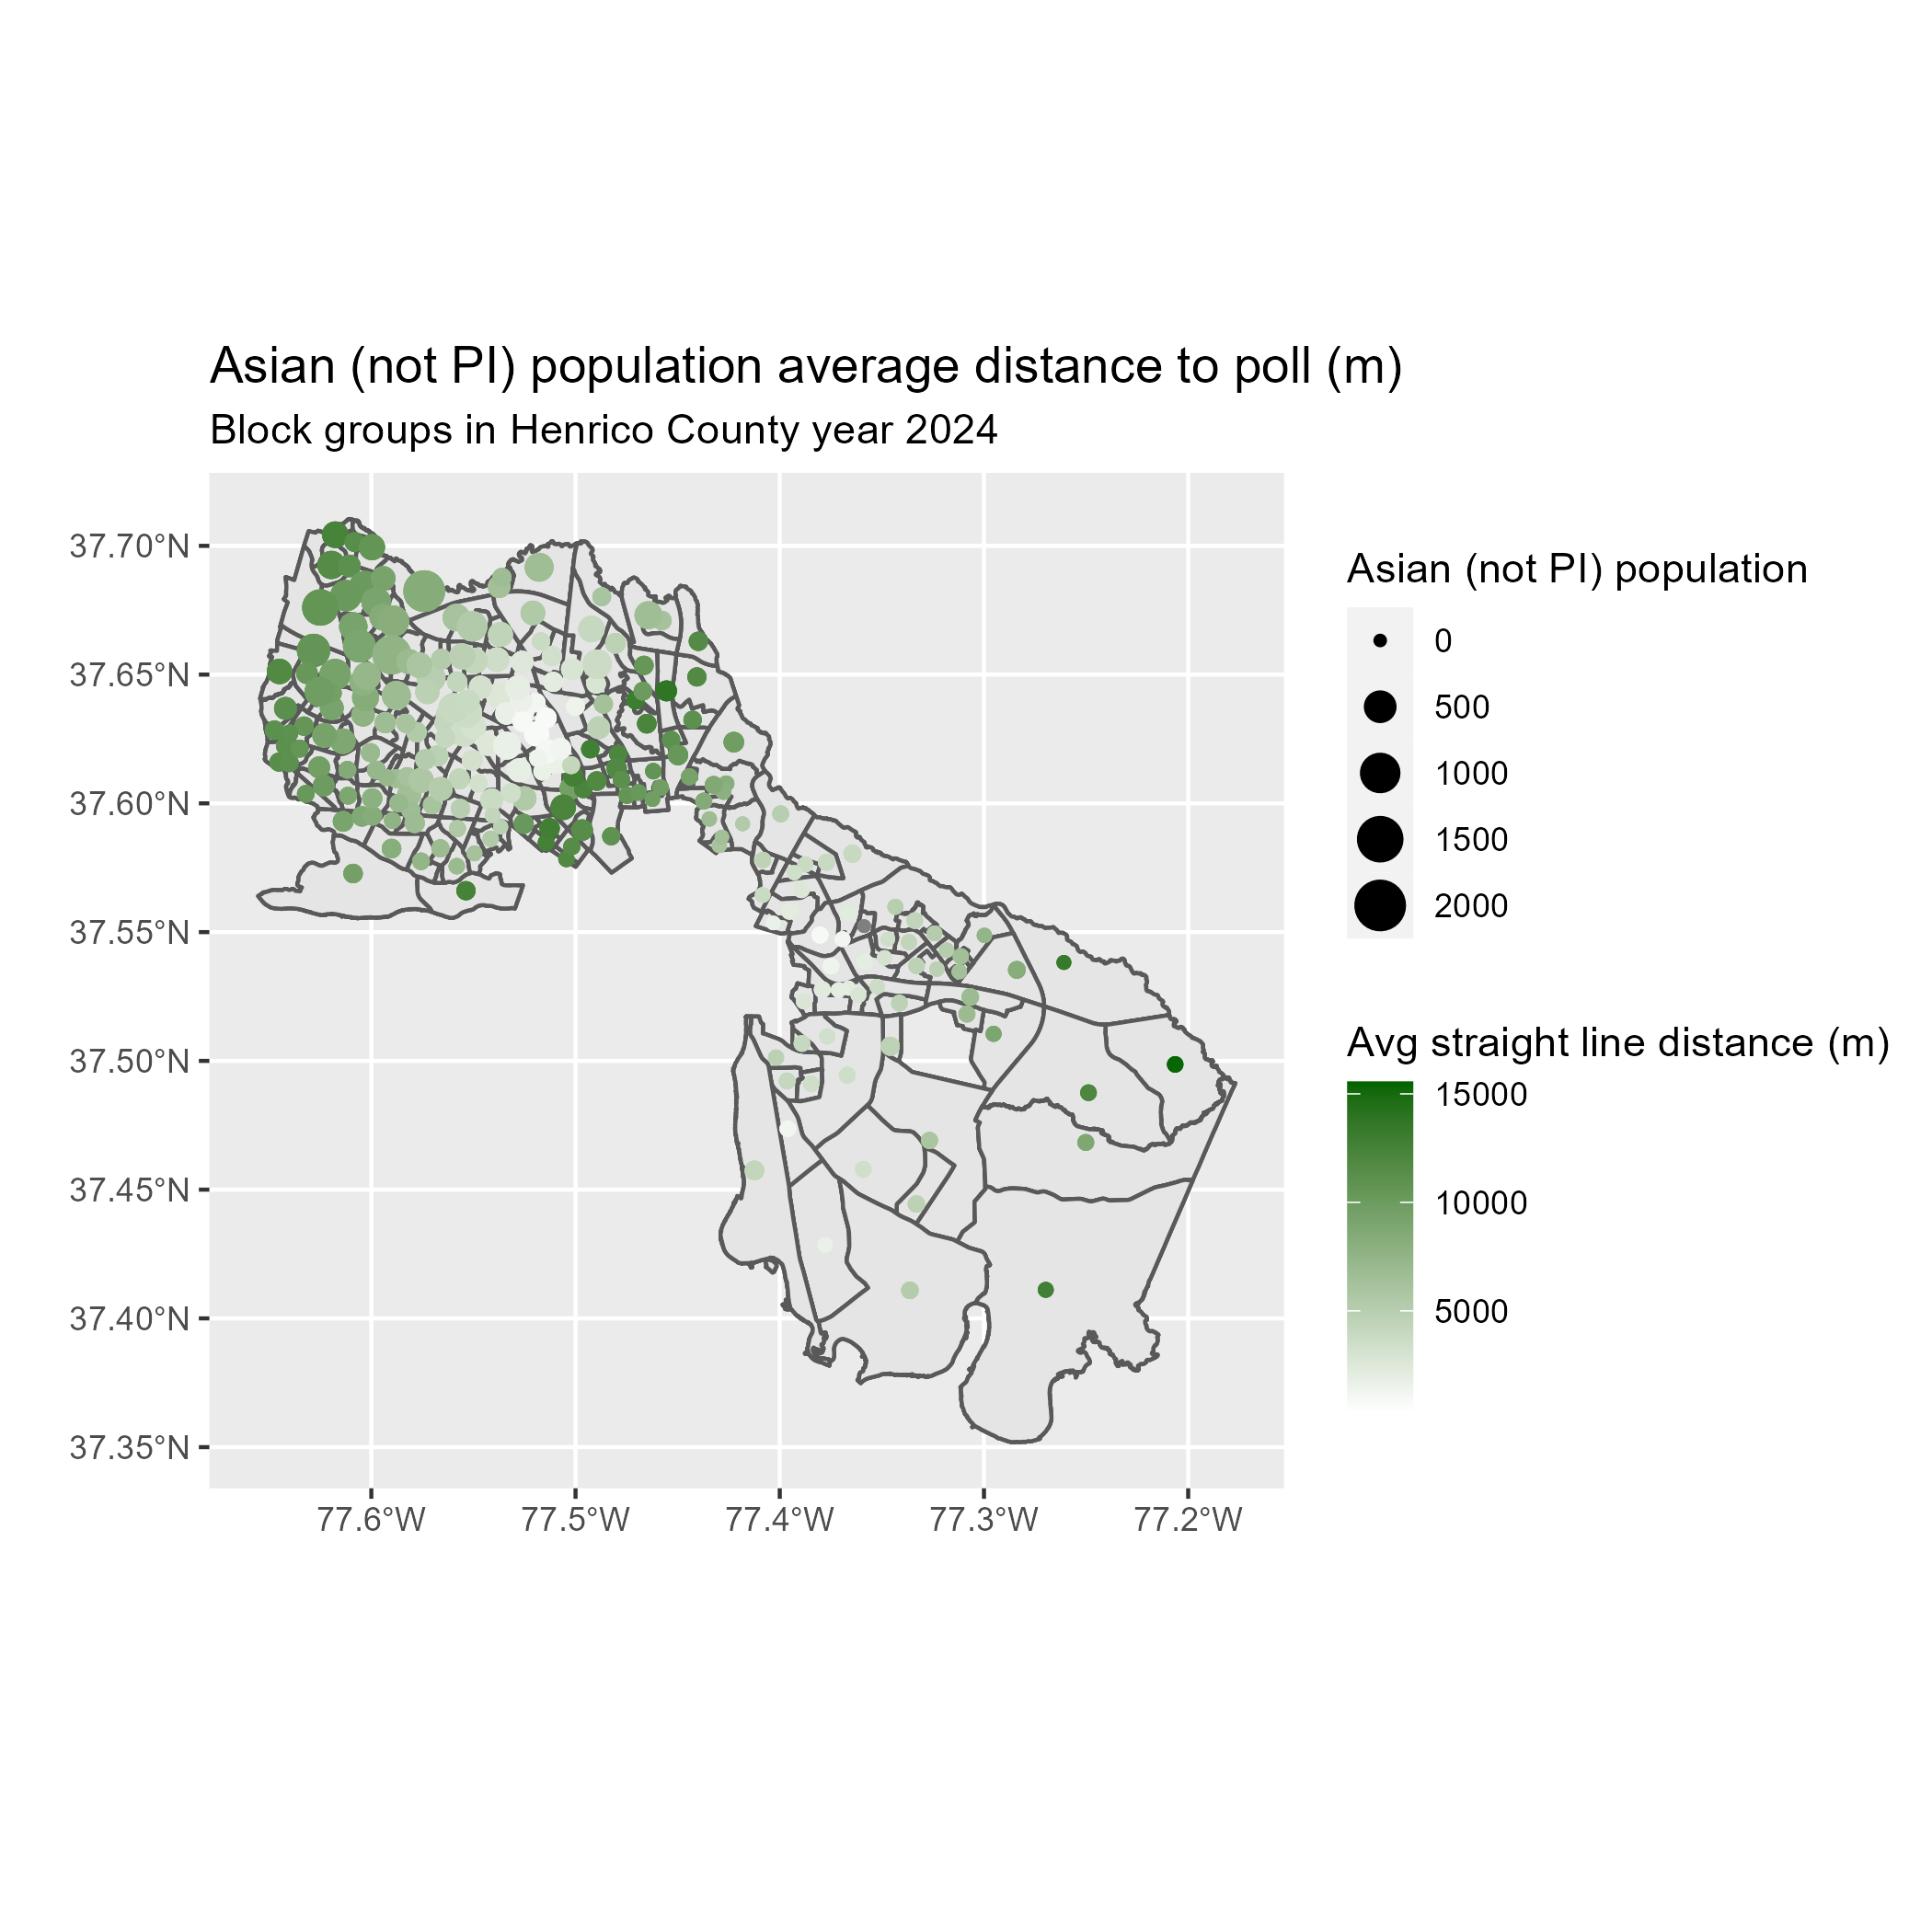 Asian (not PI) population average distance to poll (m)
Block groups in Henrico County year 2024
37.70°N
37.65°N
37.60°N
37.55°N
37.50°N
37.45°N
37.40°N
37.35°N
77.6°W
77.5°W
77.4°W
77.3°W
77.2°W
Asian (not PI) population
0
500
1000
1500
2000
Avg straight line distance (m)
15000
10000
5000